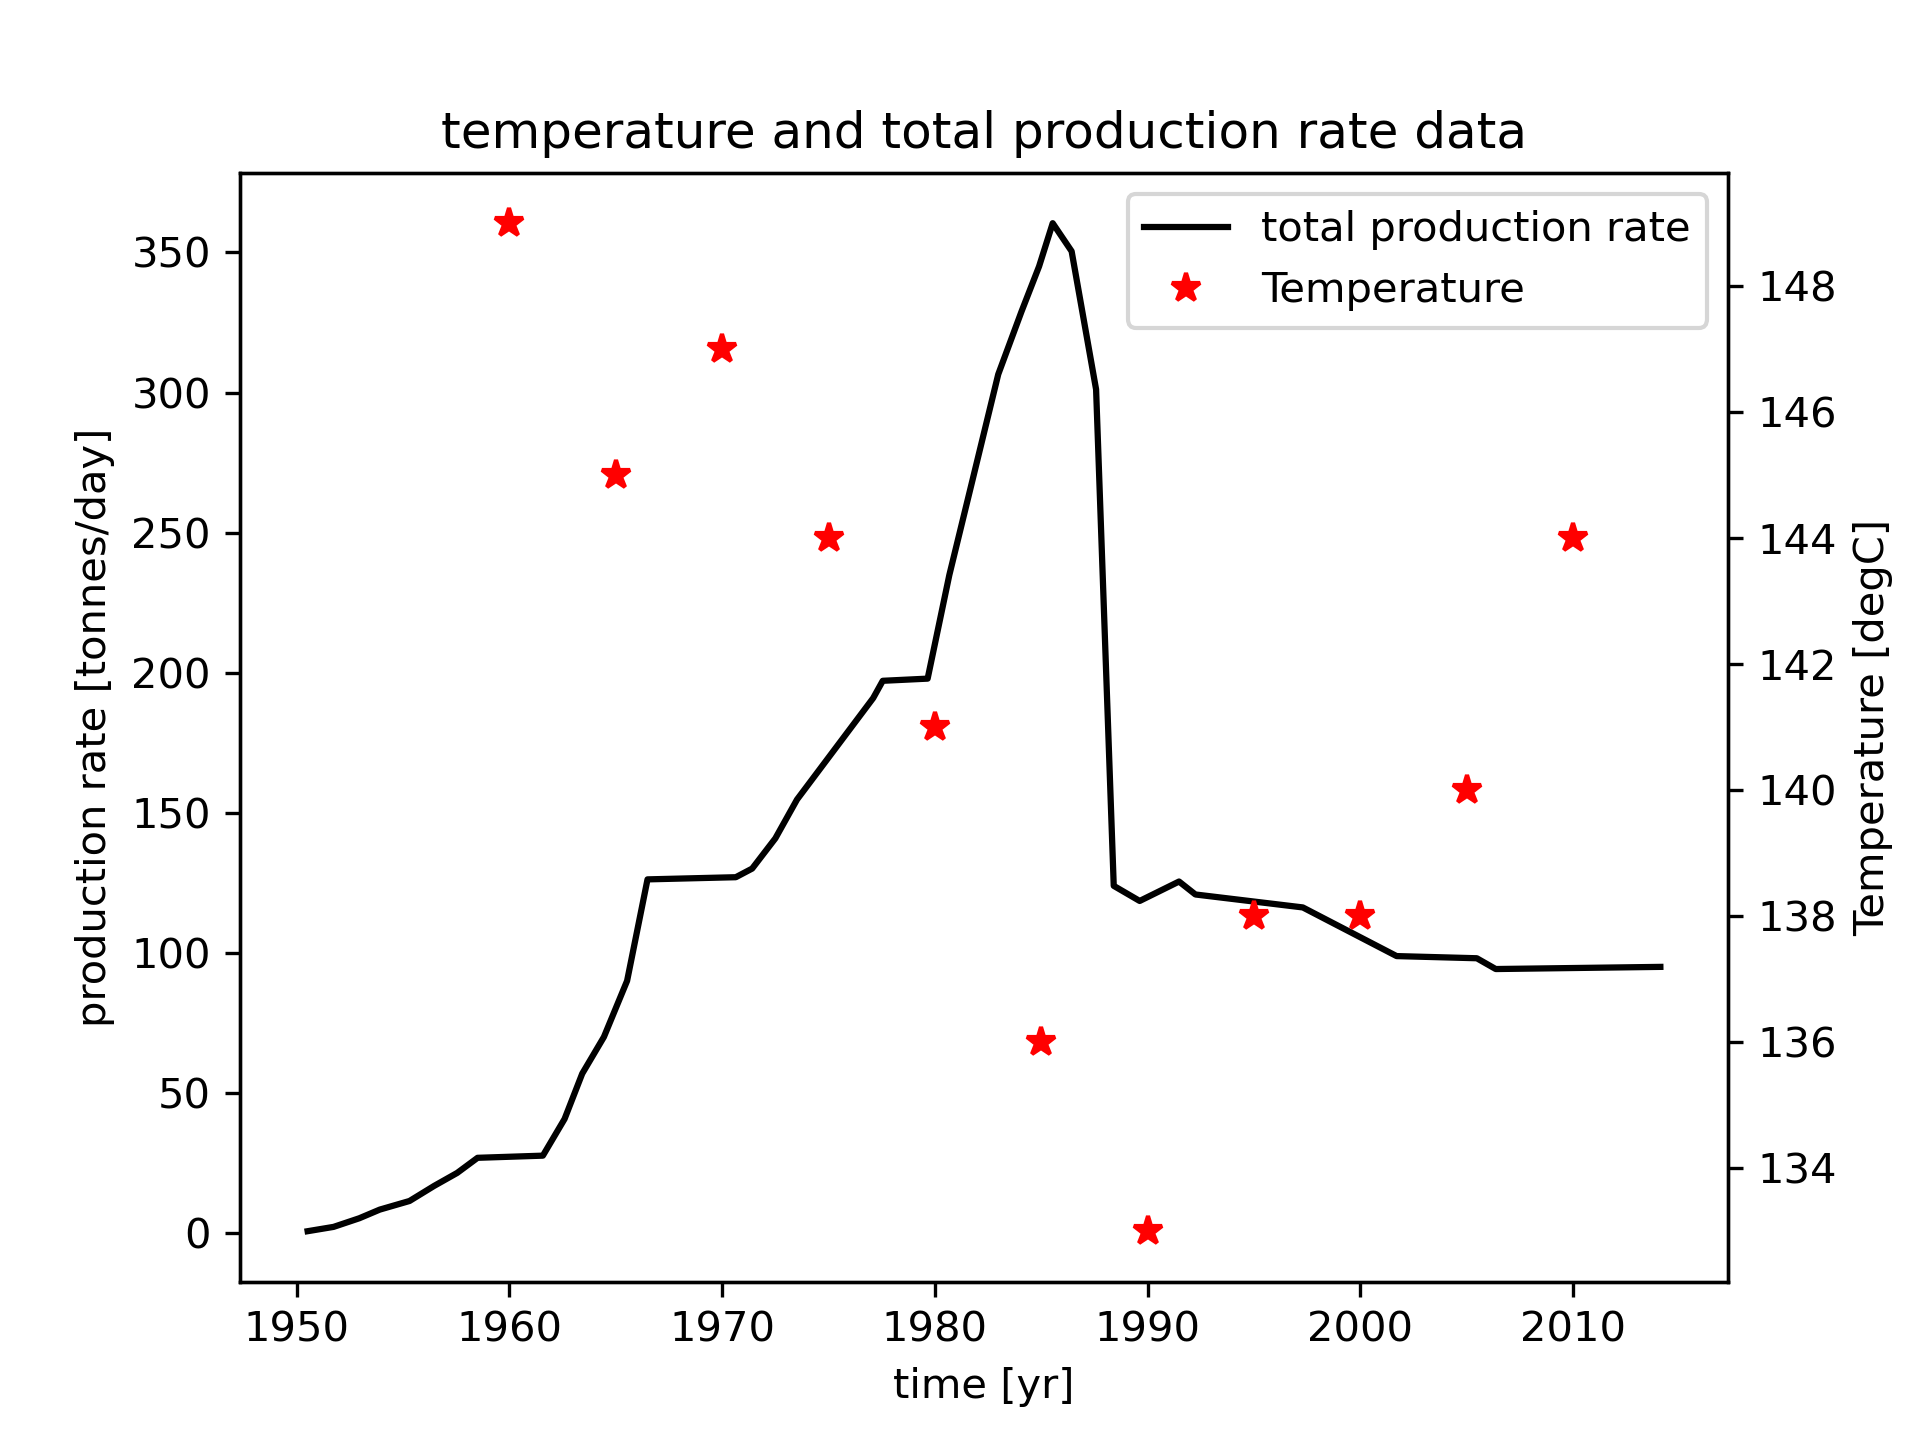 temperature and total production rate data
total production rate
Temperature
production rate [tonnes/day]
350
300
250
200
150
100
50
0
148
146
144
142
140
138
136
134
Temperature [degC]
1950 1960 1970 1980 1990 2000 2010
time [yr]